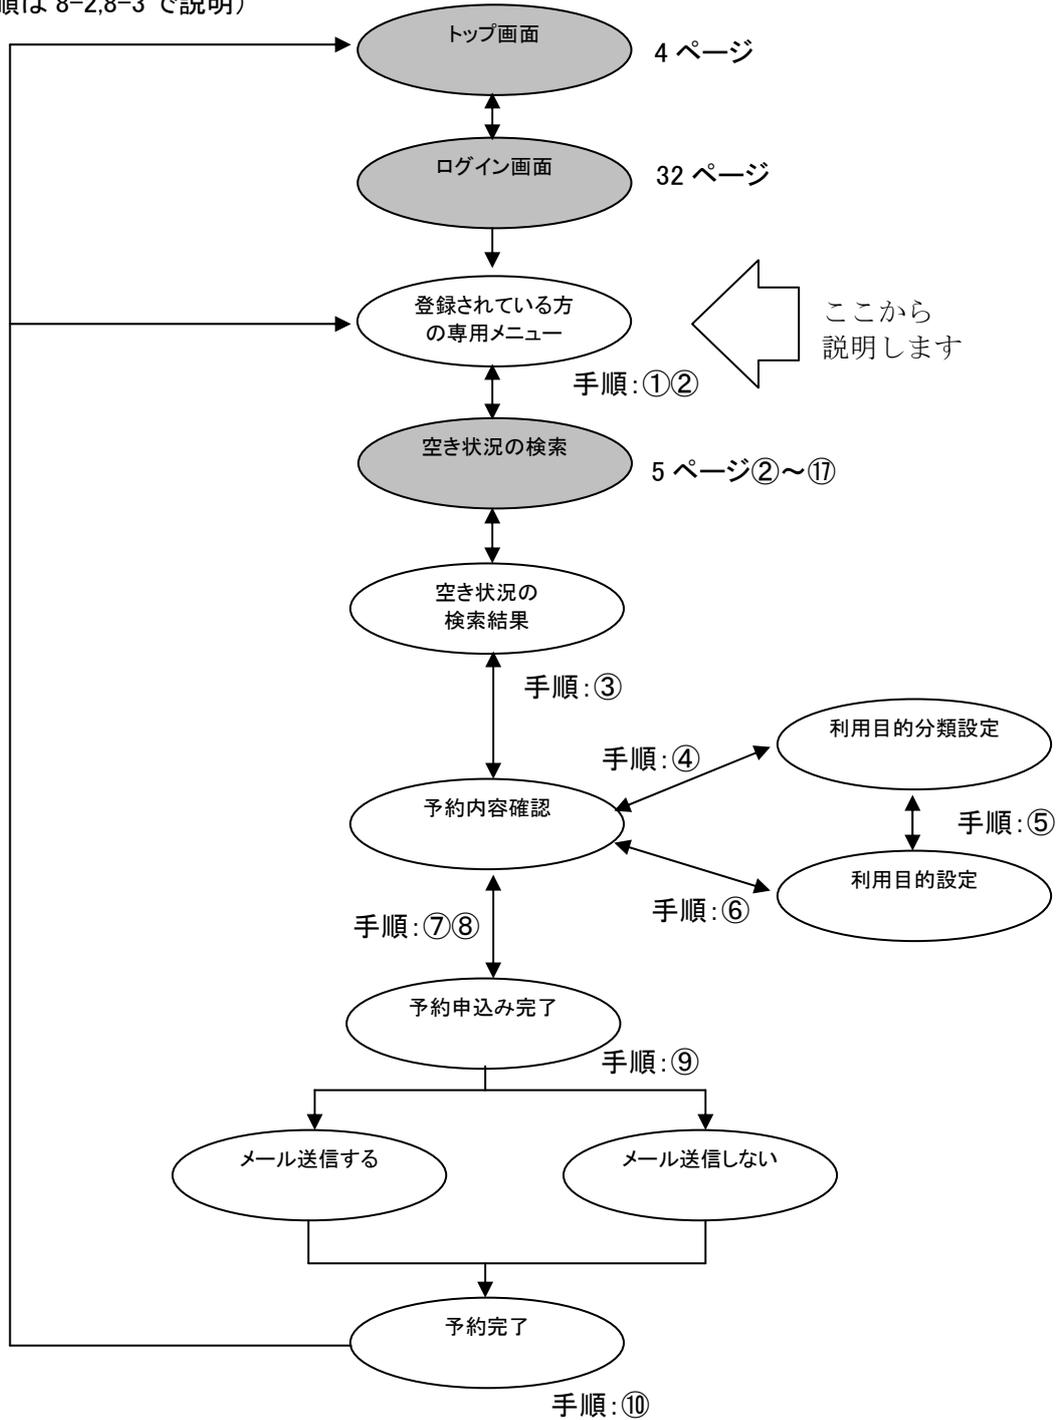 順は 8-2,8-3 で説明)
トップ画面
4 ページ
ログイン画面
32 ページ
登録されている方
の専用メニュー
ここから
説明します
手順:①②
空き状況の検索
5 ページ②~⑰
空き状況の
検索結果
手順:③
利用目的分類設定
手順:④
予約内容確認
手順:⑤
利用目的設定
手順:⑥
手順:⑦⑧
予約申込み完了
手順:⑨
メール送信する
メール送信しない
予約完了
手順:⑩